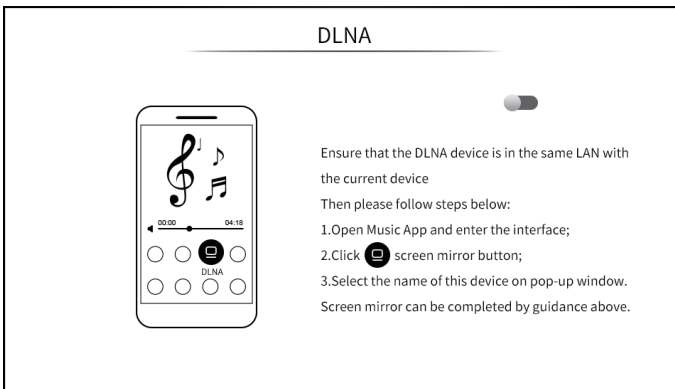 DLNA
00:00 04:18
DLNA
Ensure that the DLNA device is in the same LAN with
the current device
Then please follow steps below:
1.Open Music App and enter the interface;
2.Click screen mirror button;
3.Select the name of this device on pop-up window.
Screen mirror can be completed by guidance above.